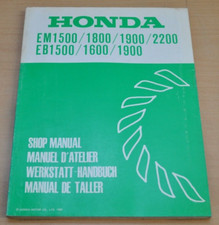 HONDA
EM1500/1800/1900/2200
EB1500/1600/1900
SHOP MANUAL
MANUEL D'ATELIER
WERKSTATT-HANDBUCH
MANUAL DE TALLER